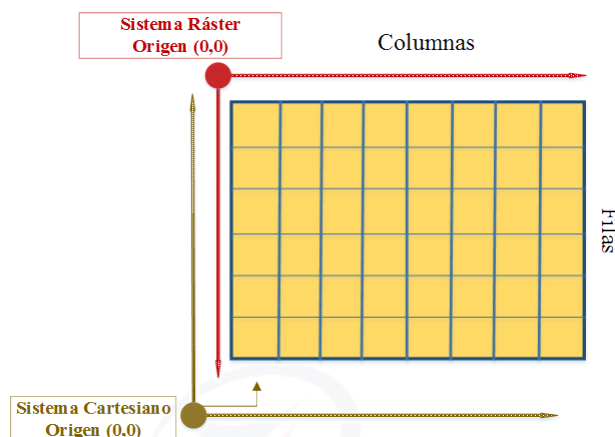 Sistema Ráster
Origen (0,0)
Columnas
Filas
Sistema Cartesiano
Origen (0,0)